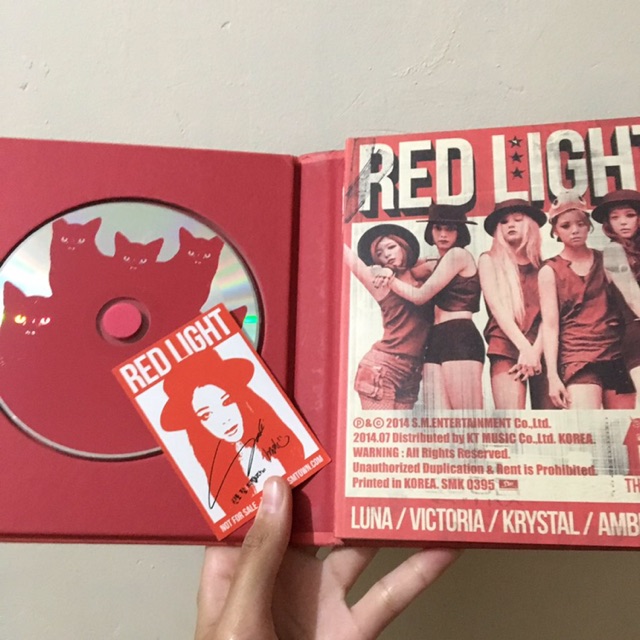 RED LIGHT
SMTOWN.COM
NOT FOR SALE
RED LIGHT
℗&© 2014 S.M.ENTERTAINMENT Co.,Ltd.
2014.07 Distributed by KT MUSIC Co.,Ltd. KOREA.
WARNING : All Rights Reserved.
Unauthorized Duplication & Rent is Prohibited.
Printed in KOREA. SMK 0395
TH
LUNA / VICTORIA / KRYSTAL / AMB